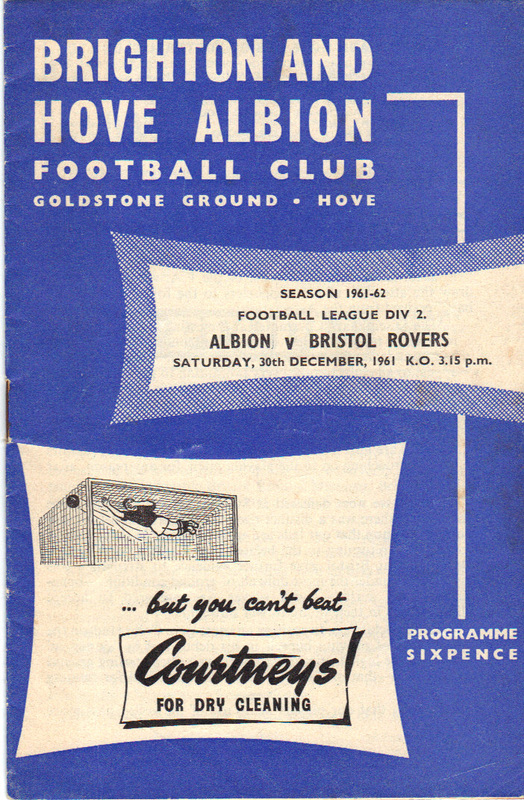 BRIGHTON AND
HOVE ALBION
FOOTBALL CLUB
GOLDSTONE GROUND • HOVE
SEASON 1961-62
FOOTBALL LEAGUE DIV 2.
ALBION v BRISTOL ROVERS
SATURDAY, 30th DECEMBER, 1961 K.O. 3.15 p.m.
... but you can't beat
Courtneys!
FOR DRY CLEANING
PROGRAMME
SIXPENCE